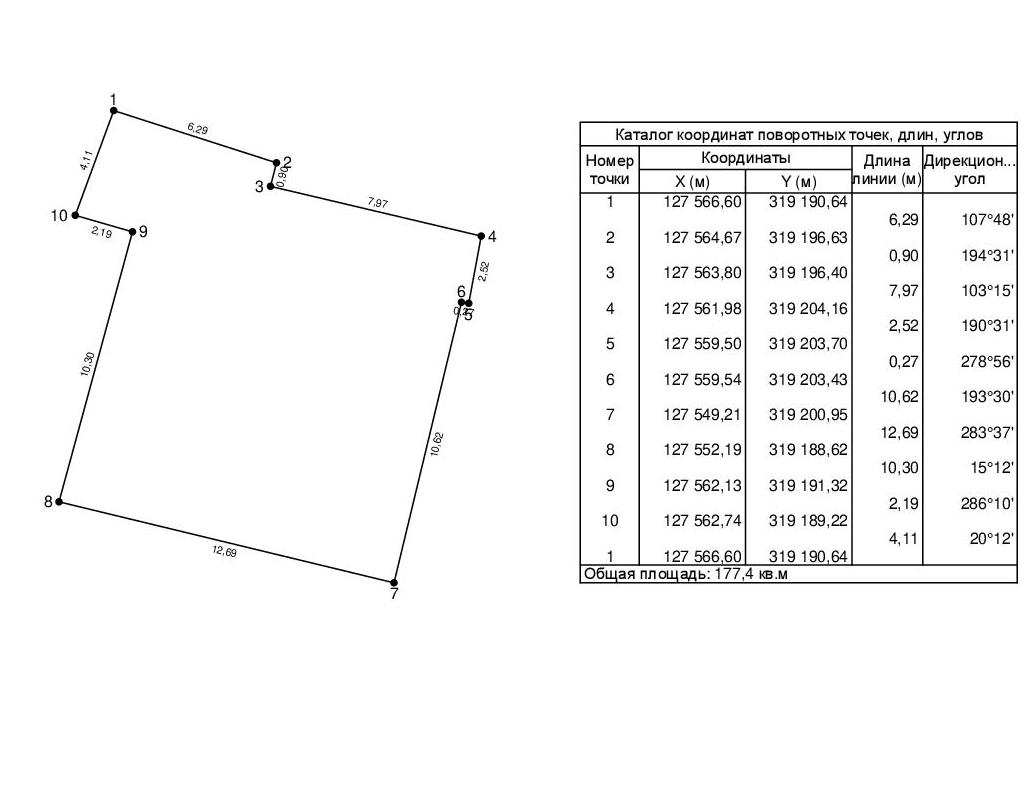 1
6,29
2
0,90
3
4,11
7,97
10
2,19
9
4
2,52
6
0,27
5
10,30
10,62
8
12,69
7
Каталог координат поворотных точек, длин, углов
Номер точки Координаты Длина линии (м) Дирекцион... угол
X (м) Y (м)
1 127 566,60 319 190,64
6,29 107°48'
2 127 564,67 319 196,63
0,90 194°31'
3 127 563,80 319 196,40
7,97 103°15'
4 127 561,98 319 204,16
2,52 190°31'
5 127 559,50 319 203,70
0,27 278°56'
6 127 559,54 319 203,43
10,62 193°30'
7 127 549,21 319 200,95
12,69 283°37'
8 127 552,19 319 188,62
10,30 15°12'
9 127 562,13 319 191,32
2,19 286°10'
10 127 562,74 319 189,22
4,11 20°12'
1 127 566,60 319 190,64
Общая площадь: 177,4 кв.м